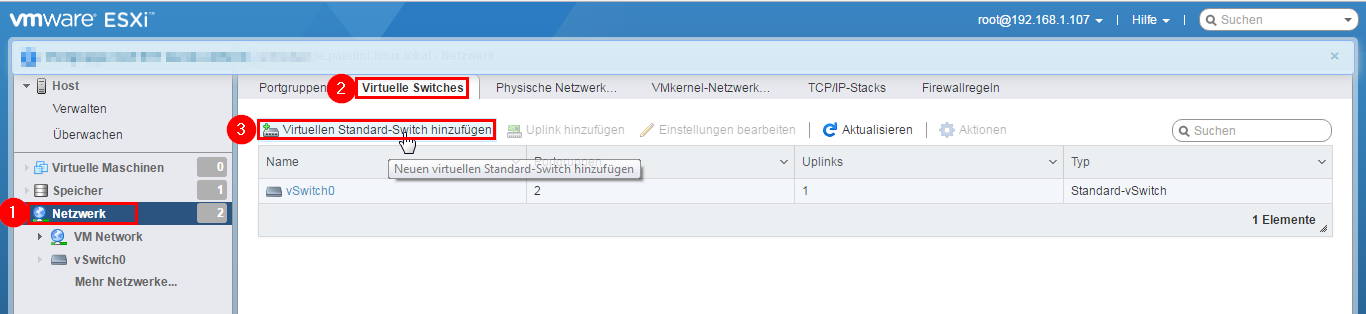 vmware ESXi™
root@192.168.1.107
Hilfe
Suchen
Netzwerk
Host
Verwalten
Überwachen
Virtuelle Maschinen 0
Speicher 1
1 Netzwerk 2
VM Network
vSwitch0
Mehr Netzwerke...
Portgruppen
2 Virtuelle Switches
Physische Netzwerk...
VMkernel-Netzwerk...
TCP/IP-Stacks
Firewallregeln
3 Virtuellen Standard-Switch hinzufügen
Uplink hinzufügen
Einstellungen bearbeiten
Aktualisieren
Aktionen
Suchen
Name Portgruppen Uplinks Typ
Neuen virtuellen Standard-Switch hinzufügen
vSwitch0 2 1 Standard-vSwitch
1 Elemente